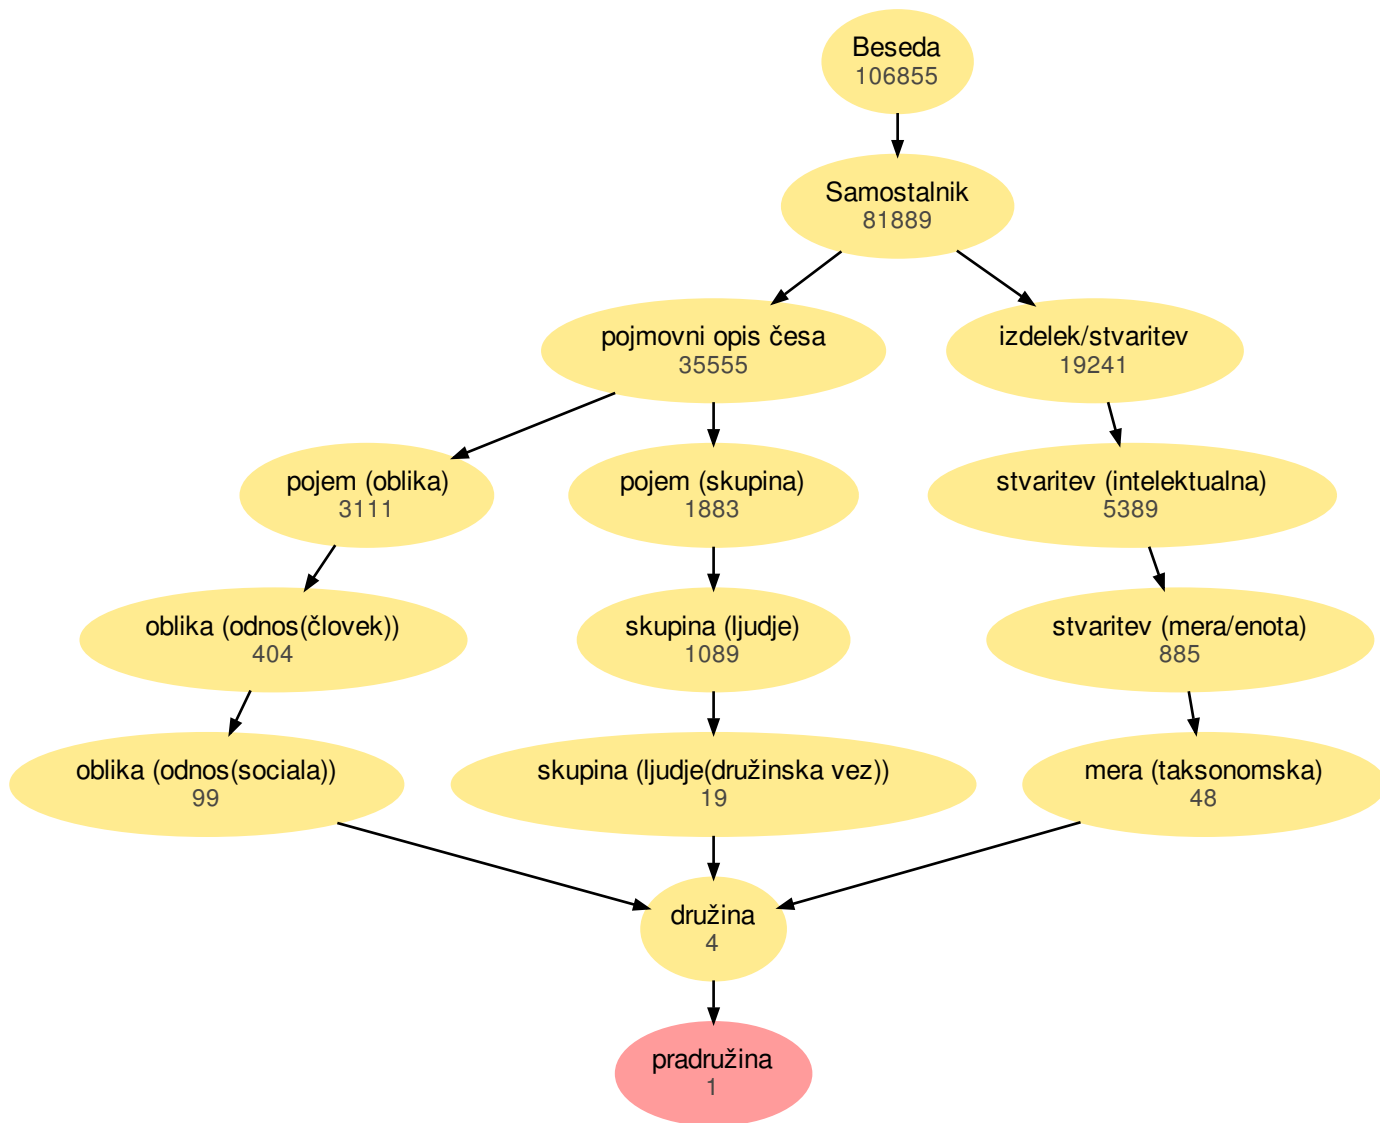 Beseda
106855
Samostalnik
81889
pojmovni opis česa
35555
izdelek/stvaritev
19241
pojem (oblika)
3111
pojem (skupina)
1883
stvaritev (intelektualna)
5389
oblika (odnos(človek))
404
skupina (ljudje)
1089
stvaritev (mera/enota)
885
oblika (odnos(sociala))
99
skupina (ljudje(družinska vez))
19
mera (taksonomska)
48
družina
4
pradružina
1